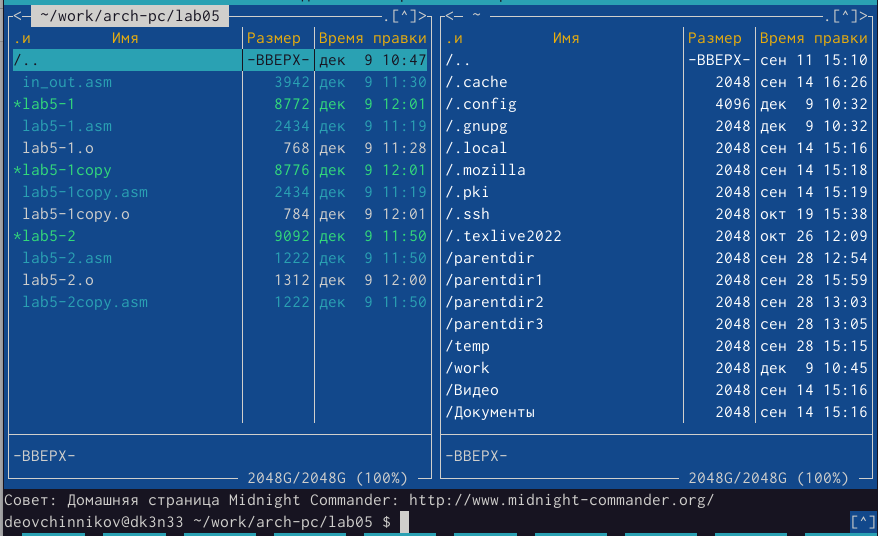 <─ ~/work/arch-pc/lab05 ─.[^]>
.и Имя Размер Время правки
/.. -ВВЕРХ- дек 9 10:47
in_out.asm 3942 дек 9 11:30
*lab5-1 8772 дек 9 12:01
lab5-1.asm 2434 дек 9 11:19
lab5-1.o 768 дек 9 11:28
*lab5-1copy 8776 дек 9 12:01
lab5-1copy.asm 2434 дек 9 11:19
lab5-1copy.o 784 дек 9 12:01
*lab5-2 9092 дек 9 11:50
lab5-2.asm 1222 дек 9 11:50
lab5-2.o 1312 дек 9 12:00
lab5-2copy.asm 1222 дек 9 11:50
-ВВЕРХ-
2048G/2048G (100%)
<─ ~ ─.[^]>
.и Имя Размер Время правки
/.. -ВВЕРХ- сен 11 15:10
/.cache 2048 сен 14 16:26
/.config 4096 дек 9 10:32
/.gnupg 2048 дек 9 10:32
/.local 2048 сен 14 15:16
/.mozilla 2048 сен 14 15:18
/.pki 2048 сен 14 15:19
/.ssh 2048 окт 19 15:38
/.texlive2022 2048 окт 26 12:09
/parentdir 2048 сен 28 12:54
/parentdir1 2048 сен 28 15:59
/parentdir2 2048 сен 28 13:03
/parentdir3 2048 сен 28 13:05
/temp 2048 сен 28 15:15
/work 2048 дек 9 10:45
/Видео 2048 сен 14 15:16
/Документы 2048 сен 14 15:16
-ВВЕРХ-
2048G/2048G (100%)
Совет: Домашняя страница Midnight Commander: http://www.midnight-commander.org/
deovchinnikov@dk3n33 ~/work/arch-pc/lab05 $ [^]